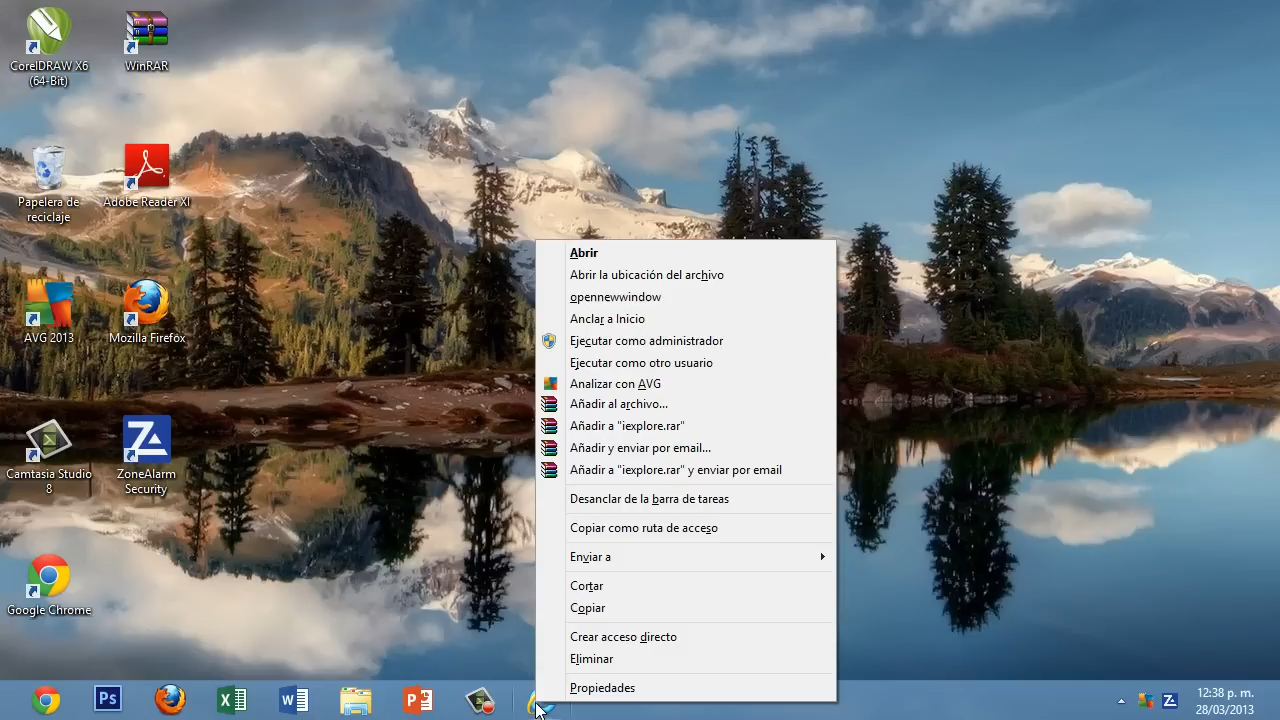 CorelDRAW X6
(64-Bit)
WinRAR
Papelera de
reciclaje
Adobe Reader XI
AVG 2013
Mozilla Firefox
Camtasia Studio
8
ZoneAlarm
Security
Google Chrome
Abrir
Abrir la ubicación del archivo
opennewwindow
Anclar a Inicio
Ejecutar como administrador
Ejecutar como otro usuario
Analizar con AVG
Añadir al archivo...
Añadir a "iexplore.rar"
Añadir y enviar por email...
Añadir a "iexplore.rar" y enviar por email
Desanclar de la barra de tareas
Copiar como ruta de acceso
Enviar a
Cortar
Copiar
Crear acceso directo
Eliminar
Propiedades
Ps
12:38 p. m.
28/03/2013